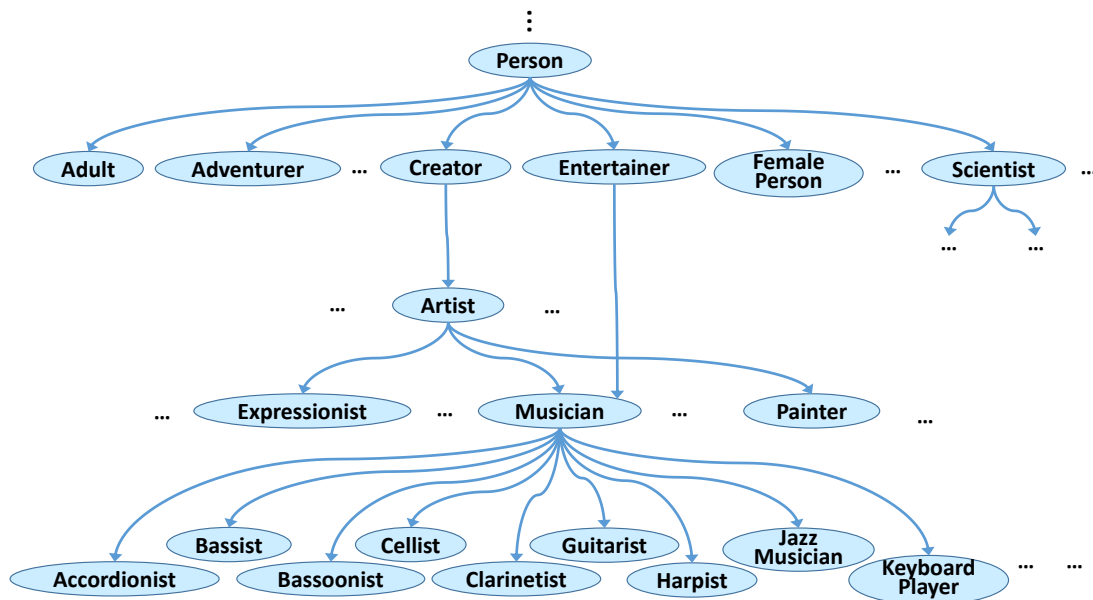 ⋮
Person
Adult
Adventurer
...
Creator
Entertainer
Female
Person
...
Scientist
...
...
...
...
Artist
...
...
Expressionist
...
Musician
...
Painter
...
Bassist
Cellist
Guitarist
Jazz
Musician
Accordionist
Bassoonist
Clarinetist
Harpist
Keyboard
Player
...
...